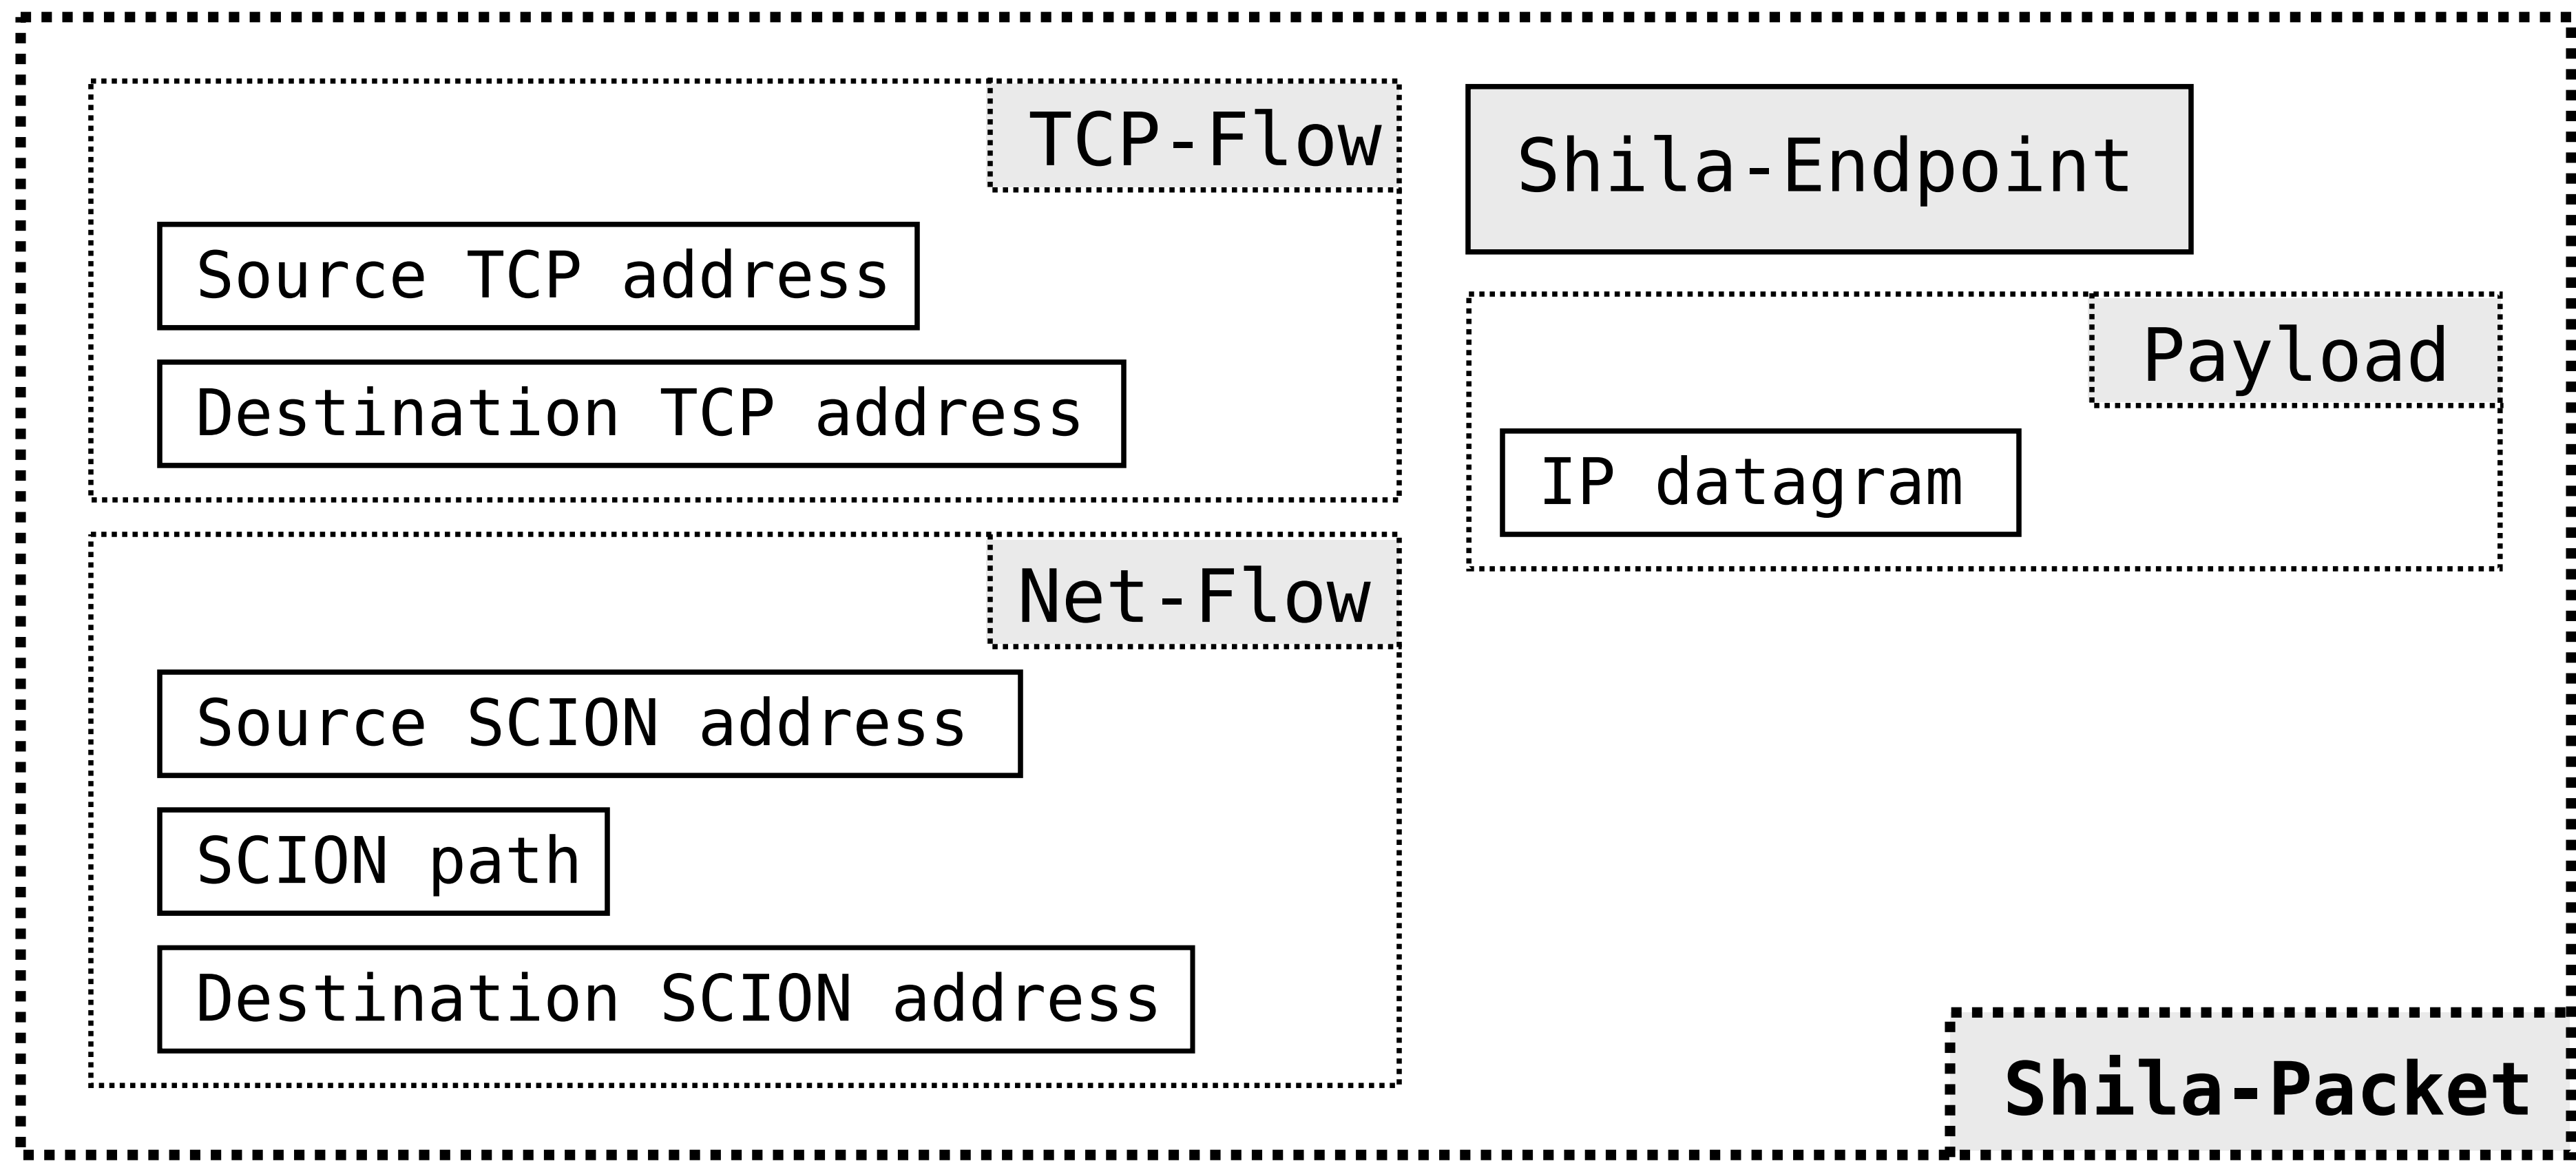 TCP-Flow
Source TCP address
Destination TCP address
Net-Flow
Source SCION address
SCION path
Destination SCION address
Shila-Endpoint
Payload
IP datagram
Shila-Packet